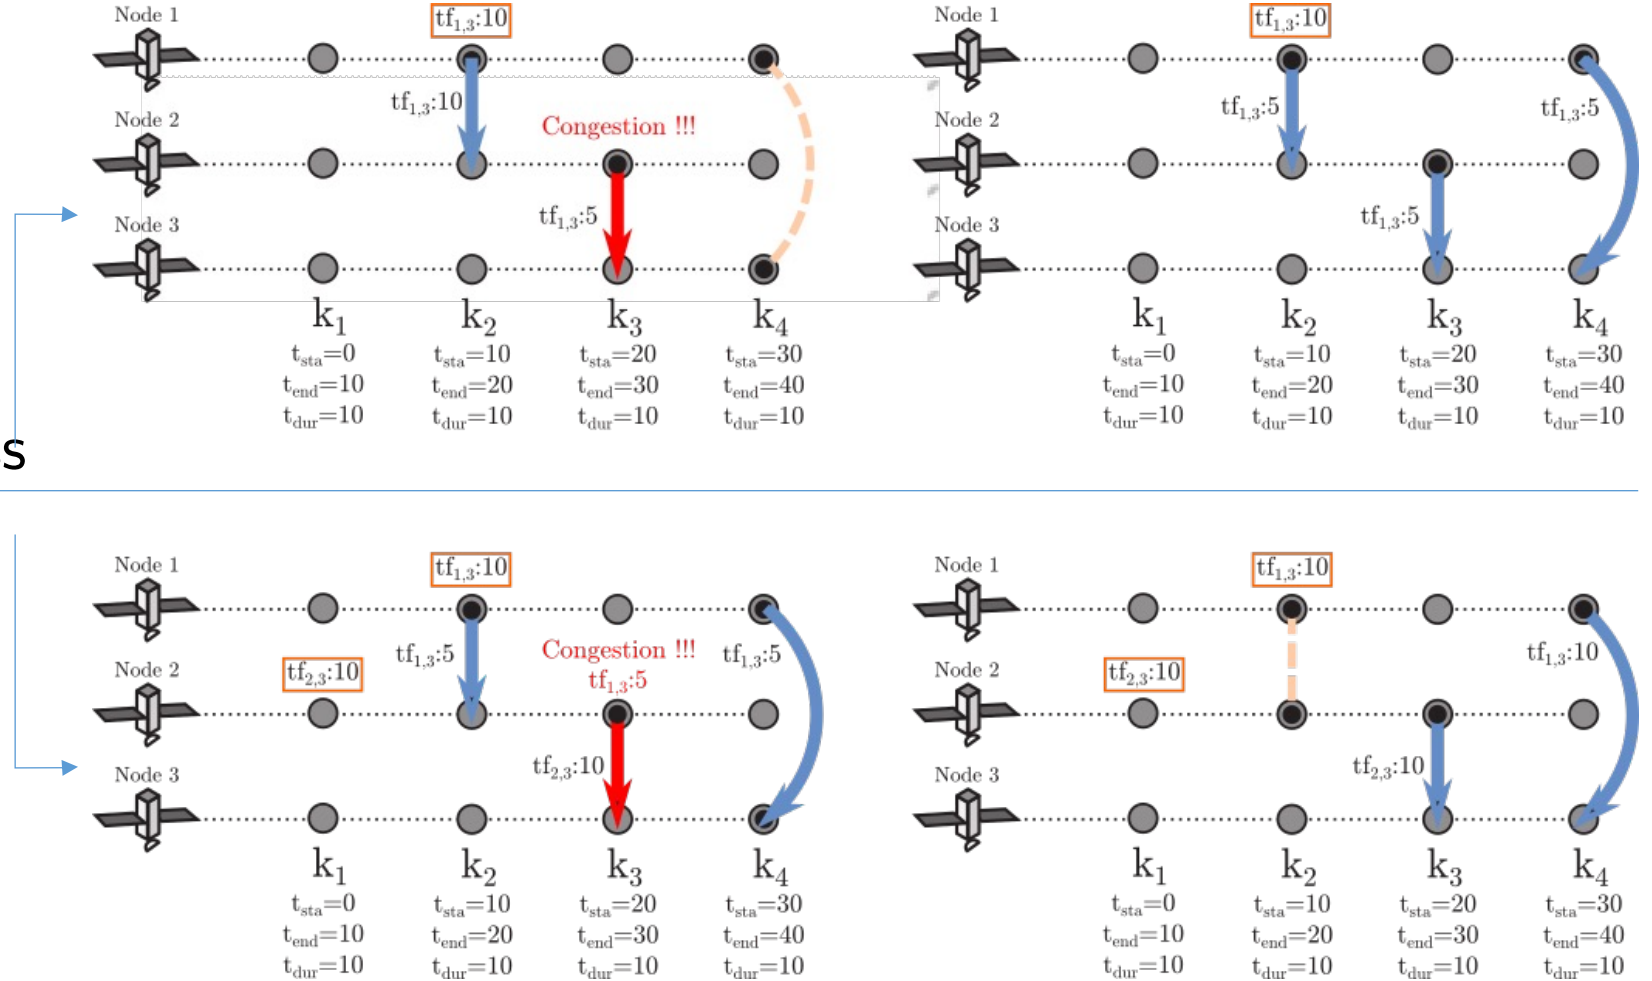 Node 1
tf1,3:10
tf1,3:10
Node 2
Congestion !!!
Node 3
tf1,3:5
k1 k2 k3 k4
tsta=0 tsta=10 tsta=20 tsta=30
tend=10 tend=20 tend=30 tend=40
tdur=10 tdur=10 tdur=10 tdur=10
Node 1
tf1,3:10
tf1,3:5
tf1,3:5
Node 2
Node 3
tf1,3:5
k1 k2 k3 k4
tsta=0 tsta=10 tsta=20 tsta=30
tend=10 tend=20 tend=30 tend=40
tdur=10 tdur=10 tdur=10 tdur=10
s
Node 1
tf1,3:10
tf1,3:5
Congestion !!!
tf1,3:5
tf1,3:5
Node 2
tf2,3:10
Node 3
tf2,3:10
k1 k2 k3 k4
tsta=0 tsta=10 tsta=20 tsta=30
tend=10 tend=20 tend=30 tend=40
tdur=10 tdur=10 tdur=10 tdur=10
Node 1
tf1,3:10
tf1,3:10
Node 2
tf2,3:10
Node 3
tf2,3:10
k1 k2 k3 k4
tsta=0 tsta=10 tsta=20 tsta=30
tend=10 tend=20 tend=30 tend=40
tdur=10 tdur=10 tdur=10 tdur=10